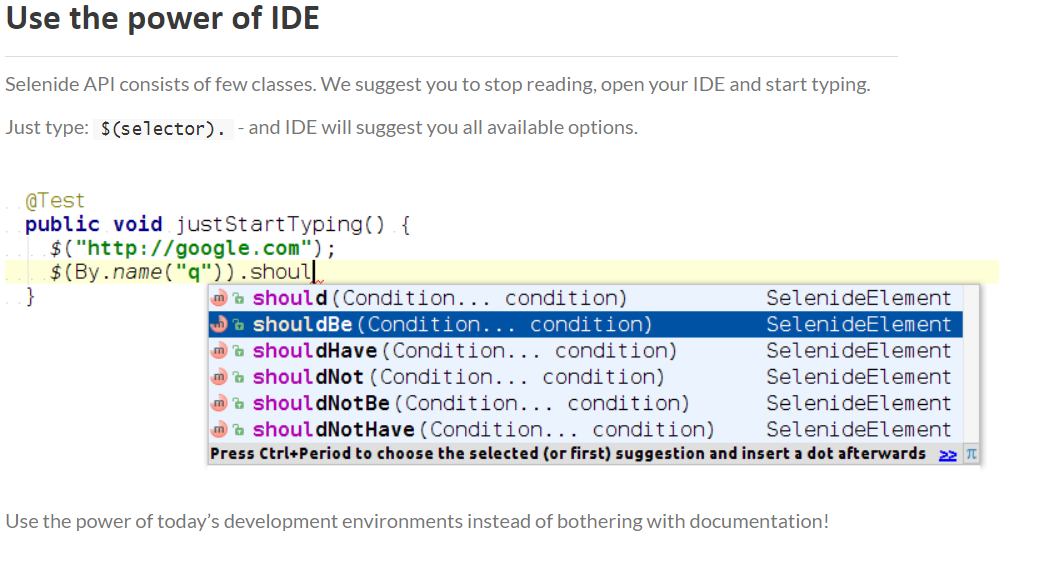 Use the power of IDE
Selenide API consists of few classes. We suggest you to stop reading, open your IDE and start typing.
Just type: $(selector). - and IDE will suggest you all available options.
@Test
public void justStartTyping() {
$("http://google.com");
$(By.name("q")).shoul
}
should(Condition... condition) SelenideElement
shouldBe(Condition... condition) SelenideElement
shouldHave(Condition... condition) SelenideElement
shouldNot(Condition... condition) SelenideElement
shouldNotBe(Condition... condition) SelenideElement
shouldNotHave(Condition... condition) SelenideElement
Press Ctrl+Period to choose the selected (or first) suggestion and insert a dot afterwards >> π
Use the power of today's development environments instead of bothering with documentation!